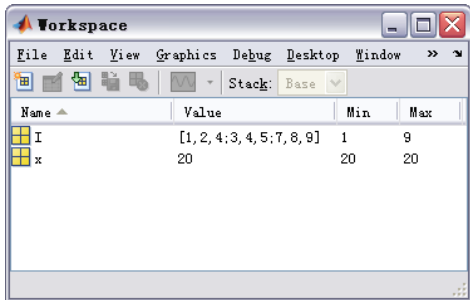 Workspace
File Edit View Graphics Debug Desktop Window »
Stack: Base
Name Value Min Max
I [1,2,4;3,4,5;7,8,9] 1 9
x 20 20 20